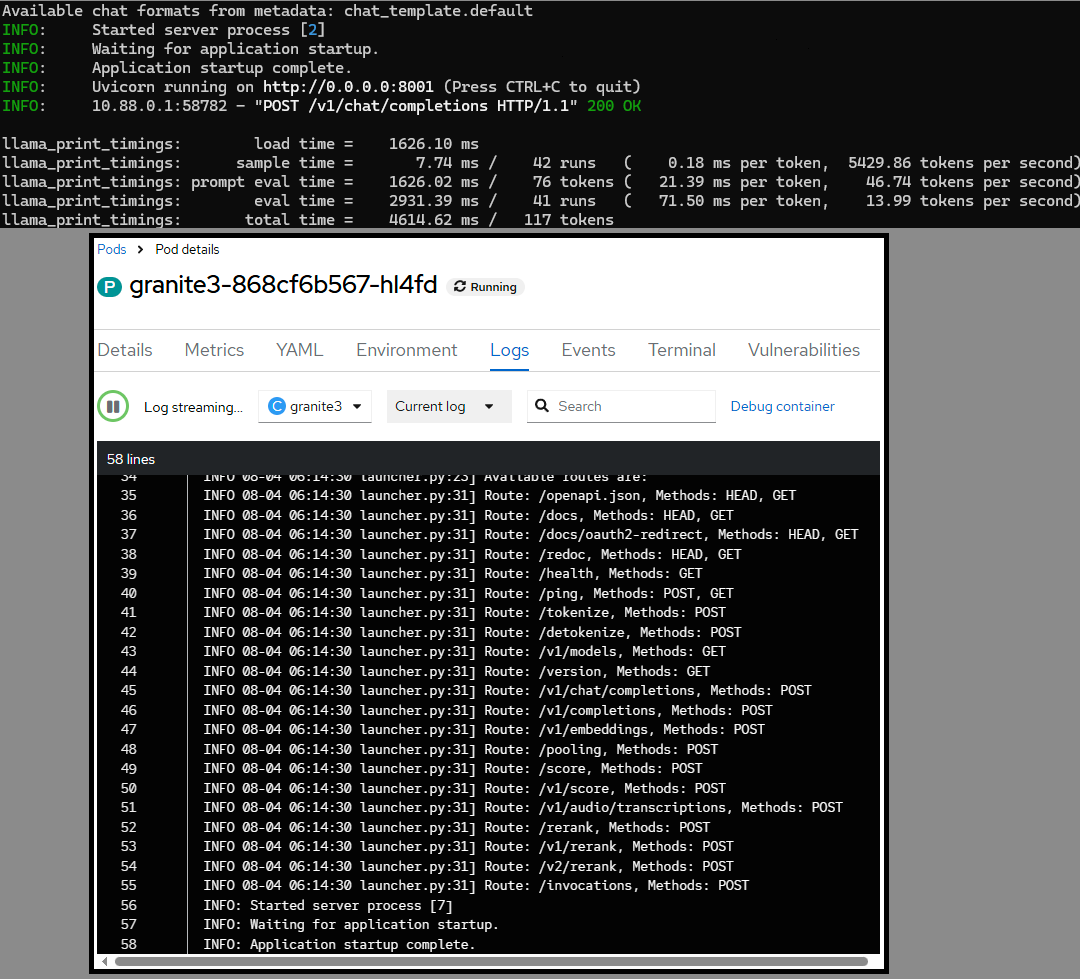 Available chat formats from metadata: chat_template.default
INFO:     Started server process [2]
INFO:     Waiting for application startup.
INFO:     Application startup complete.
INFO:     Uvicorn running on http://0.0.0.0:8001 (Press CTRL+C to quit)
INFO:     10.88.0.1:58782 - "POST /v1/chat/completions HTTP/1.1" 200 OK
llama_print_timings:        load time =    1626.10 ms
llama_print_timings:      sample time =       7.74 ms /    42 runs   (    0.18 ms per token,  5429.86 tokens per second)
llama_print_timings: prompt eval time =    1626.02 ms /    76 tokens (   21.39 ms per token,    46.74 tokens per second)
llama_print_timings:        eval time =    2931.39 ms /    41 runs   (   71.50 ms per token,    13.99 tokens per second)
llama_print_timings:       total time =    4614.62 ms /   117 tokens
Pods > Pod details
P granite3-868cf6b567-hl4fd Running
Details Metrics YAML Environment Logs Events Terminal Vulnerabilities
Log streaming... C granite3 Current log Search Debug container
58 lines
34 INFO 08-04 06:14:30 launcher.py:23] Available routes are:
35 INFO 08-04 06:14:30 launcher.py:31] Route: /openapi.json, Methods: HEAD, GET
36 INFO 08-04 06:14:30 launcher.py:31] Route: /docs, Methods: HEAD, GET
37 INFO 08-04 06:14:30 launcher.py:31] Route: /docs/oauth2-redirect, Methods: HEAD, GET
38 INFO 08-04 06:14:30 launcher.py:31] Route: /redoc, Methods: HEAD, GET
39 INFO 08-04 06:14:30 launcher.py:31] Route: /health, Methods: GET
40 INFO 08-04 06:14:30 launcher.py:31] Route: /ping, Methods: POST, GET
41 INFO 08-04 06:14:30 launcher.py:31] Route: /tokenize, Methods: POST
42 INFO 08-04 06:14:30 launcher.py:31] Route: /detokenize, Methods: POST
43 INFO 08-04 06:14:30 launcher.py:31] Route: /v1/models, Methods: GET
44 INFO 08-04 06:14:30 launcher.py:31] Route: /version, Methods: GET
45 INFO 08-04 06:14:30 launcher.py:31] Route: /v1/chat/completions, Methods: POST
46 INFO 08-04 06:14:30 launcher.py:31] Route: /v1/completions, Methods: POST
47 INFO 08-04 06:14:30 launcher.py:31] Route: /v1/embeddings, Methods: POST
48 INFO 08-04 06:14:30 launcher.py:31] Route: /pooling, Methods: POST
49 INFO 08-04 06:14:30 launcher.py:31] Route: /score, Methods: POST
50 INFO 08-04 06:14:30 launcher.py:31] Route: /v1/score, Methods: POST
51 INFO 08-04 06:14:30 launcher.py:31] Route: /v1/audio/transcriptions, Methods: POST
52 INFO 08-04 06:14:30 launcher.py:31] Route: /rerank, Methods: POST
53 INFO 08-04 06:14:30 launcher.py:31] Route: /v1/rerank, Methods: POST
54 INFO 08-04 06:14:30 launcher.py:31] Route: /v2/rerank, Methods: POST
55 INFO 08-04 06:14:30 launcher.py:31] Route: /invocations, Methods: POST
56 INFO: Started server process [7]
57 INFO: Waiting for application startup.
58 INFO: Application startup complete.